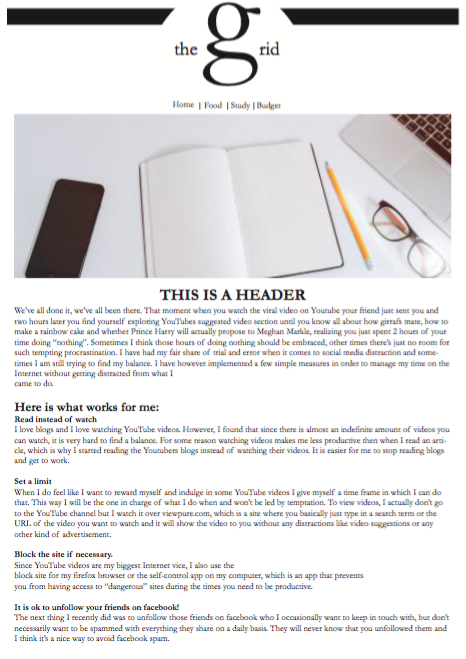 the grid
Home | Food | Study | Budget
THIS IS A HEADER
We've all done it, we've all been there. That moment when you watch the viral video on Youtube your friend just sent you and
two hours later you find yourself exploring YouTubes suggested video section until you know all about how girrafs mate, how to
make a rainbow cake and whether Prince Harry will actually propose to Meghan Markle, realizing you just spent 2 hours of your
time doing “nothing”. Sometimes I think those hours of doing nothing should be embraced, other times there's just no room for
such tempting procrastination. I have had my fair share of trial and error when it comes to social media distraction and some-
times I am still trying to find my balance. I have however implemented a few simple measures in order to manage my time on the
Internet without getting distracted from what I
came to do.
Here is what works for me:
Read instead of watch
I love blogs and I love watching YouTube videos. However, I found that since there is almost an indefinite amount of videos you
can watch, it is very hard to find a balance. For some reason watching videos makes me less productive then when I read an arti-
cle, which is why I started reading the Youtubers blogs instead of watching their videos. It is easier for me to stop reading blogs
and get to work.
Set a limit
When I do feel like I want to reward myself and indulge in some YouTube videos I give myself a time frame in which I can do
that. This way I will be the one in charge of what I do when and won't be led by temptation. To view videos, I actually don't go
to the YouTube channel but I watch it over viewpure.com, which is a site where you basically just type in a search term or the
URL of the video you want to watch and it will show the video to you without any distractions like video suggestions or any
other kind of advertisement.
Block the site if necessary.
Since YouTube videos are my biggest Internet vice, I also use the
block site for my firefox browser or the self-control app on my computer, which is an app that prevents
you from having access to “dangerous” sites during the times you need to be productive.
It is ok to unfollow your friends on facebook!
The next thing I recently did was to unfollow those friends on facebook who I occasionally want to keep in touch with, but don't
necessarily want to be spammed with everything they share on a daily basis. They will never know that you unfollowed them and
I think it's a nice way to avoid facebook spam.